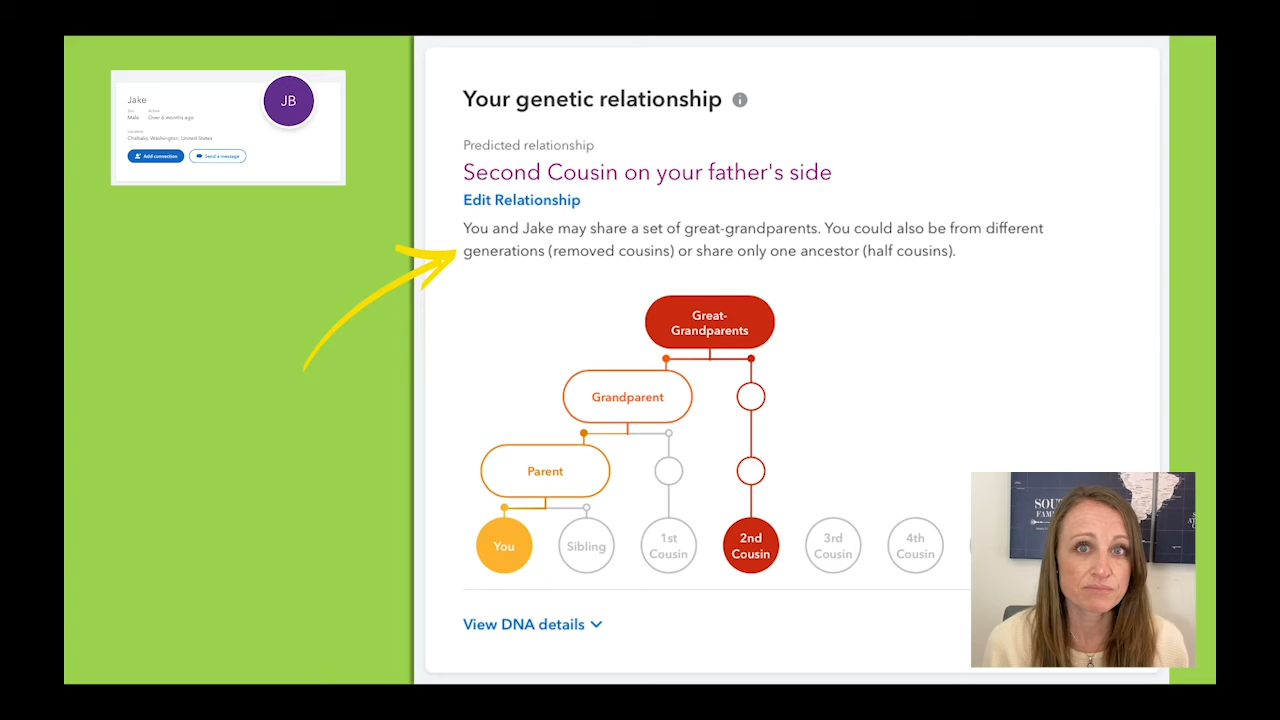 Jake
JB
Male
Over 6 months ago
Location
Chehalis, Washington, United States
Add connection
Send a message
Your genetic relationship
Predicted relationship
Second Cousin on your father's side
Edit Relationship
You and Jake may share a set of great-grandparents. You could also be from different
generations (removed cousins) or share only one ancestor (half cousins).
Great-
Grandparents
Grandparent
Parent
You
Sibling
1st
Cousin
2nd
Cousin
3rd
Cousin
4th
Cousin
View DNA details